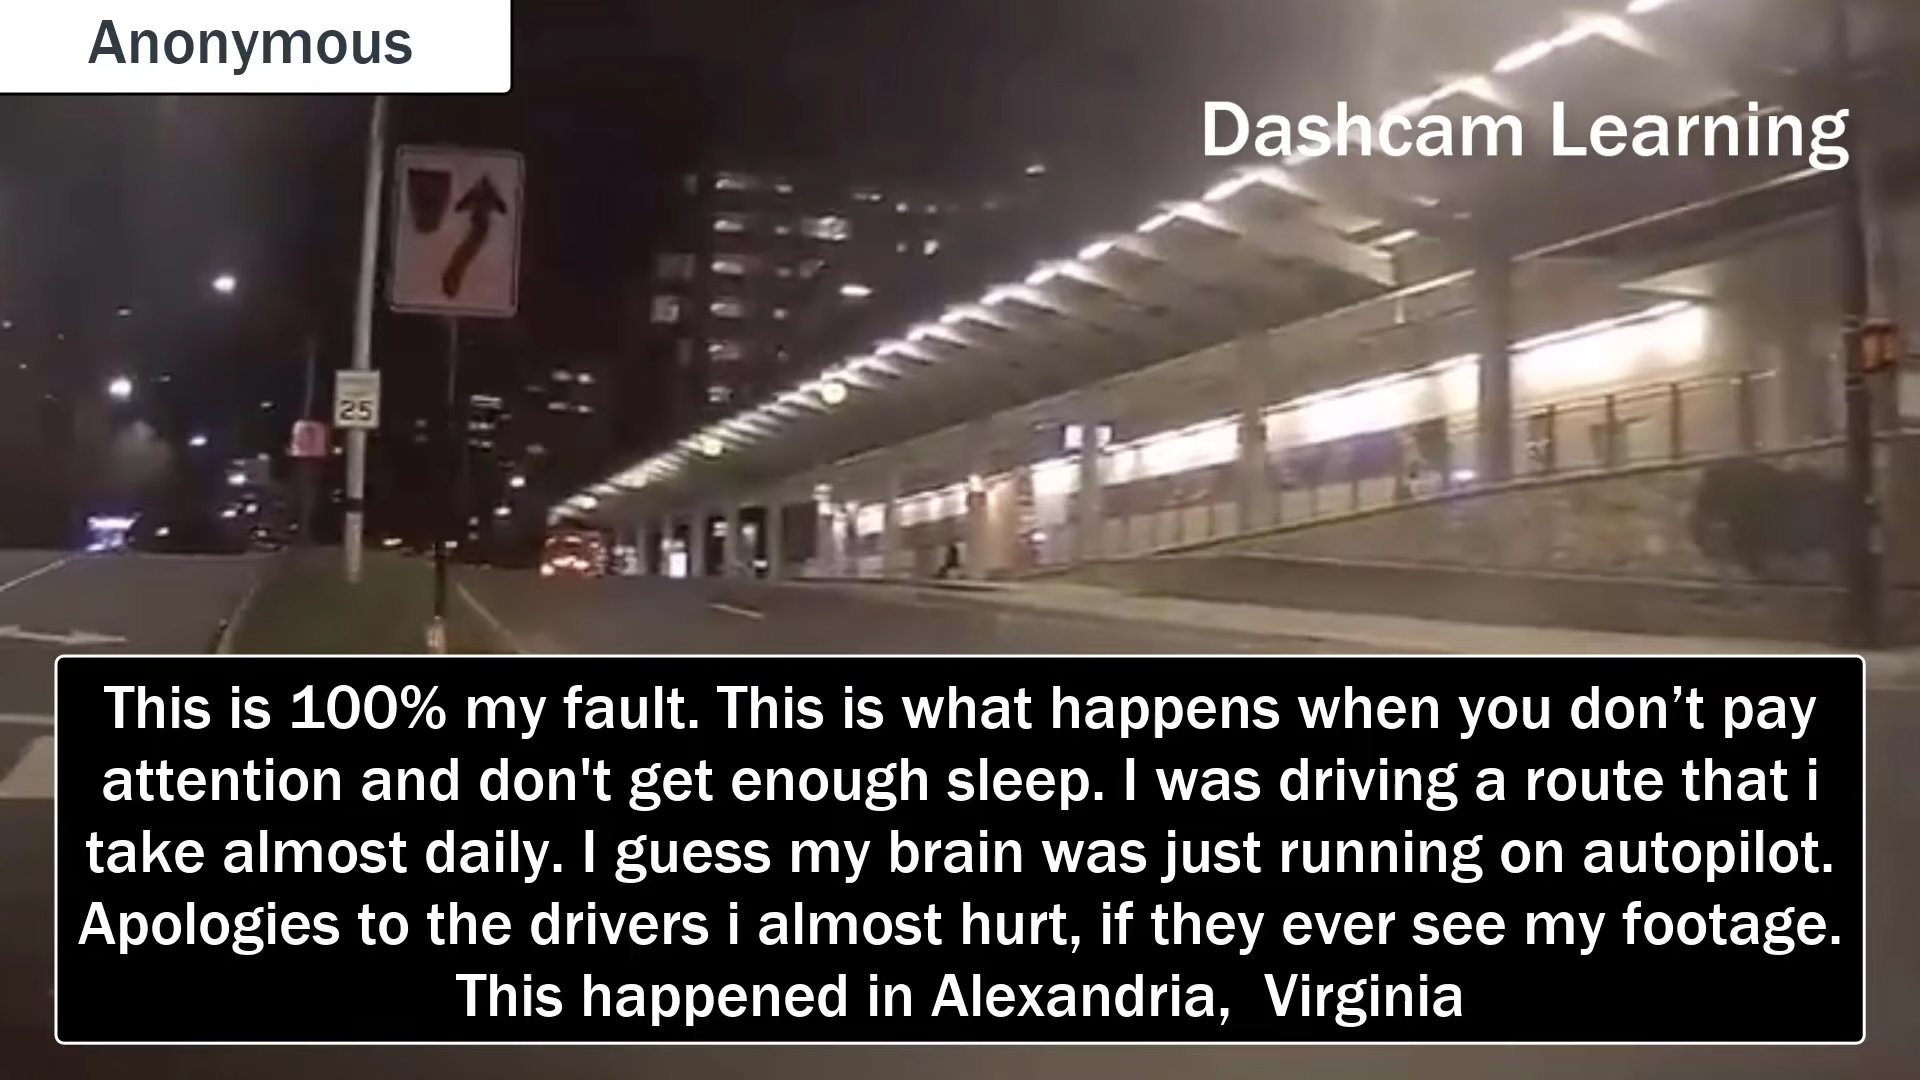 Anonymous
Dashcam Learning
25
This is 100% my fault. This is what happens when you don’t pay
attention and don't get enough sleep. I was driving a route that i
take almost daily. I guess my brain was just running on autopilot.
Apologies to the drivers i almost hurt, if they ever see my footage.
This happened in Alexandria,  Virginia